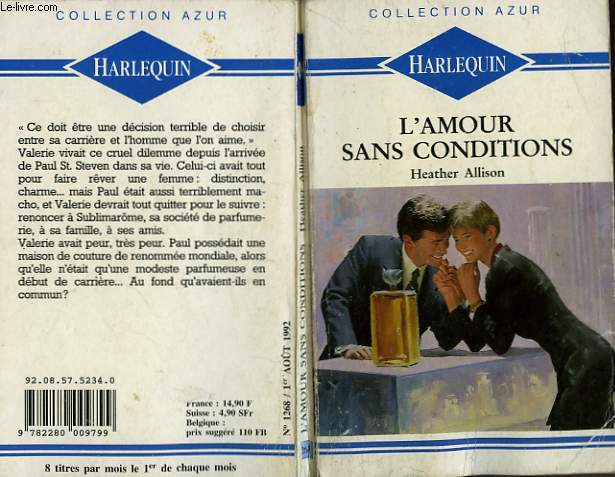 Le-livre.com
COLLECTION AZUR
HARLEQUIN
« Ce doit être une décision terrible de choisir
entre sa carrière et l'homme que l'on aime. »
Valerie vivait ce cruel dilemme depuis l'arrivée
de Paul St. Steven dans sa vie. Celui-ci avait tout
pour faire rêver une femme : distinction,
charme... mais Paul était aussi terriblement ma-
cho, et Valerie devrait tout quitter pour le suivre :
renoncer à Sublimarôme, sa société de parfume-
rie, à sa famille, à ses amis.
Valerie avait peur, très peur. Paul possédait une
maison de couture de renommée mondiale, alors
qu'elle n'était qu'une modeste parfumeuse en
début de carrière... Au fond qu'avaient-ils en
commun?
92.08.57.5234.0
9 782280 009799
France : 14,90 F
Suisse : 4,90 SFr
Belgique :
prix suggéré 110 FB
8 titres par mois le 1er de chaque mois
N° 1268 / 1er AOÛT 1992
L'AMOUR SANS CONDITIONS
Heather Allison
COLLECTION AZUR
HARLEQUIN
L'AMOUR
SANS CONDITIONS
Heather Allison